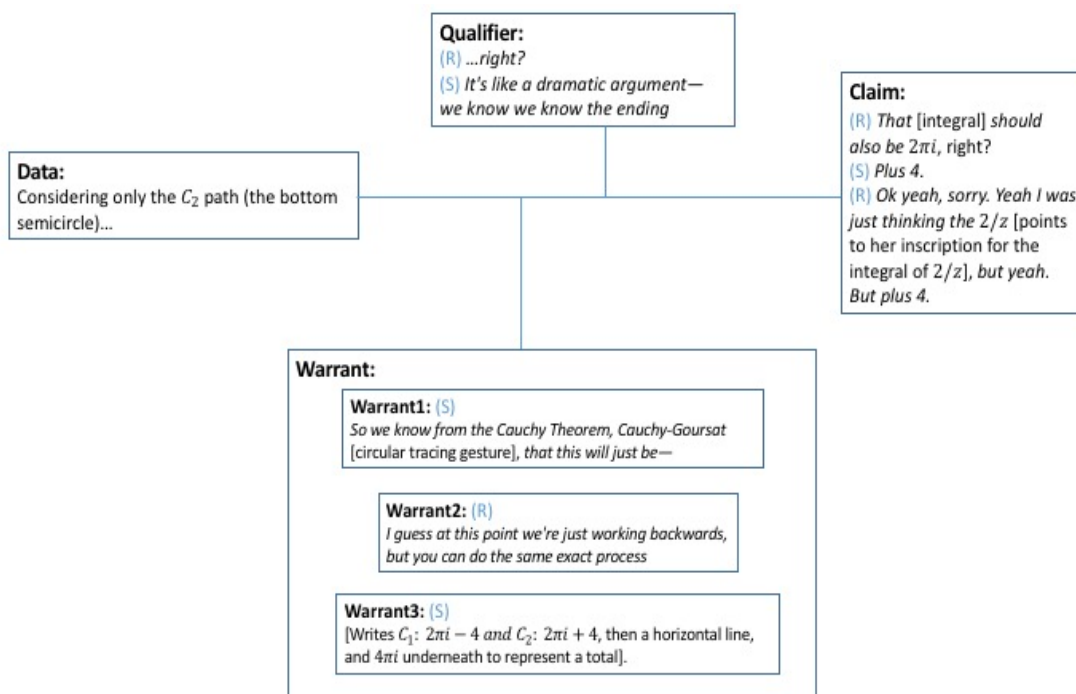 Qualifier:
(R) ...right?
(S) It's like a dramatic argument—
we know we know the ending
Claim:
(R) That [integral] should
also be 2πi, right?
(S) Plus 4.
(R) Ok yeah, sorry. Yeah I was
just thinking the 2/z [points
to her inscription for the
integral of 2/z], but yeah.
But plus 4.
Data:
Considering only the C₂ path (the bottom
semicircle)...
Warrant:
Warrant1: (S)
So we know from the Cauchy Theorem, Cauchy-Goursat
[circular tracing gesture], that this will just be—
Warrant2: (R)
I guess at this point we're just working backwards,
but you can do the same exact process
Warrant3: (S)
[Writes C₁: 2πi − 4 and C₂: 2πi + 4, then a horizontal line,
and 4πi underneath to represent a total].